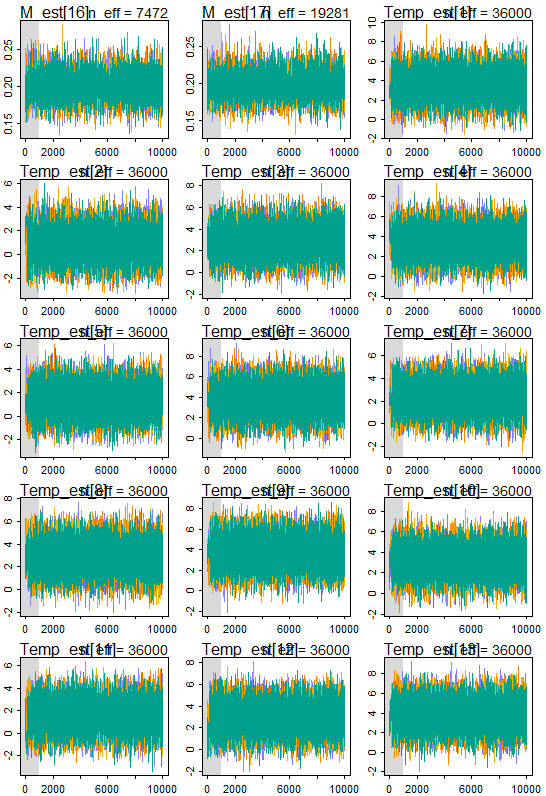 M_est[16] n_eff = 7472
0.25
0.20
0.15
0 2000 6000 10000
M_est[17] n_eff = 19281
0.25
0.20
0.15
0 2000 6000 10000
Temp_est[1] n_eff = 36000
10
8
6
4
2
0
-2
0 2000 6000 10000
Temp_est[2] n_eff = 36000
6
4
2
0
-2
0 2000 6000 10000
Temp_est[3] n_eff = 36000
8
6
4
2
0
-2
0 2000 6000 10000
Temp_est[4] n_eff = 36000
8
6
4
2
0
-2
0 2000 6000 10000
Temp_est[5] n_eff = 36000
6
4
2
0
-2
0 2000 6000 10000
Temp_est[6] n_eff = 36000
8
6
4
2
0
0 2000 6000 10000
Temp_est[7] n_eff = 36000
6
4
2
0
-2
0 2000 6000 10000
Temp_est[8] n_eff = 36000
8
6
4
2
0
-2
0 2000 6000 10000
Temp_est[9] n_eff = 36000
8
6
4
2
0
-2
0 2000 6000 10000
Temp_est[10] n_eff = 36000
8
6
4
2
0
-2
0 2000 6000 10000
Temp_est[11] n_eff = 36000
6
4
2
0
-2
0 2000 6000 10000
Temp_est[12] n_eff = 36000
8
6
4
2
0
-2
0 2000 6000 10000
Temp_est[13] n_eff = 36000
8
6
4
2
0
-2
0 2000 6000 10000